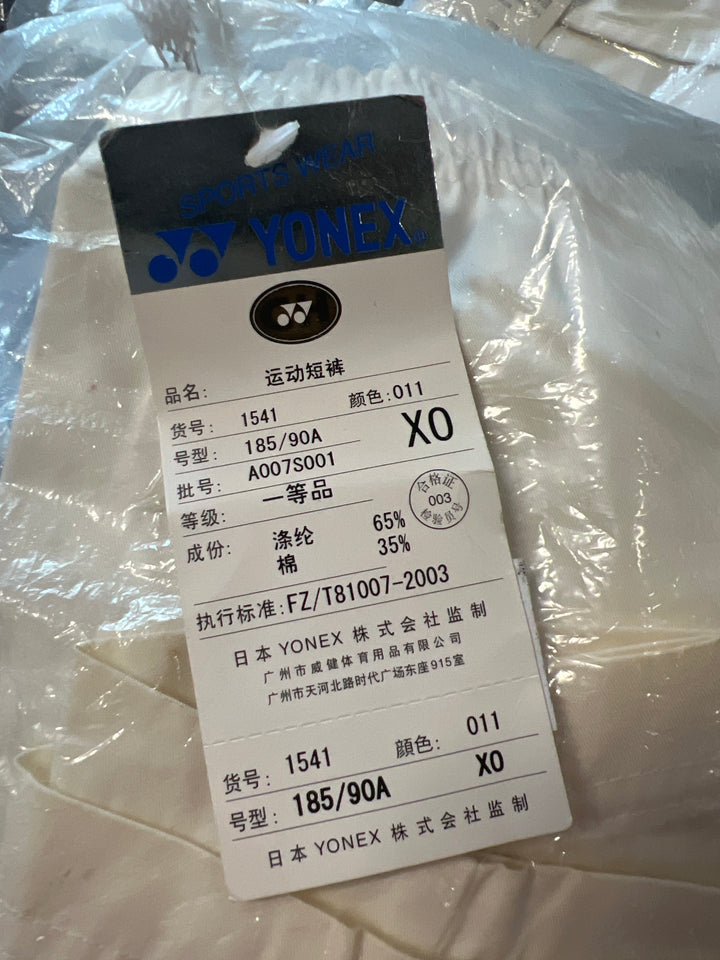 SPORTS WEAR
YONEX
品名: 运动短裤
货号: 1541 颜色:011
号型: 185/90A XO
批号: A007S001
等级: 一等品
合格证
003
检验员号
成份: 涤纶 65%
棉 35%
执行标准:FZ/T81007-2003
日本 YONEX 株式会社监制
广州市威健体育用品有限公司
广州市天河北路时代广场东座915室
货号: 1541 顔色: 011
号型: 185/90A XO
日本 YONEX 株式会社监制